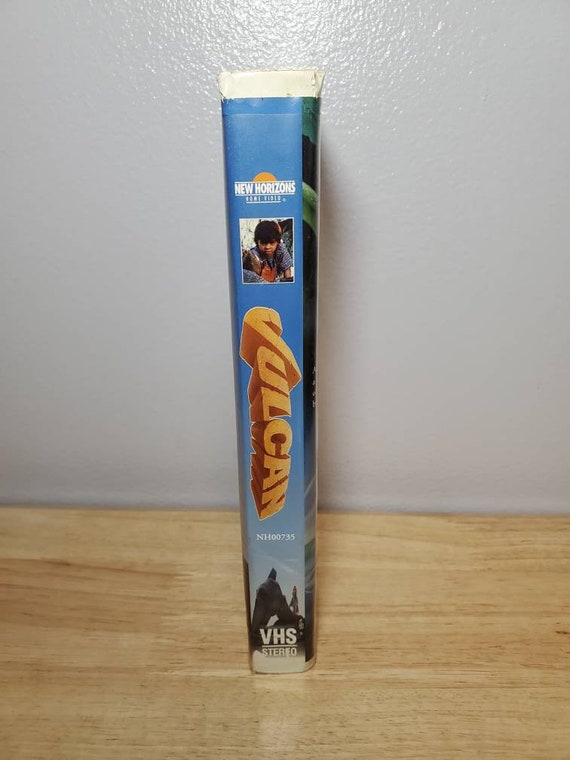 NEW HORIZONS
HOME VIDEO
VULCAN
NH00735
VHS
STEREO